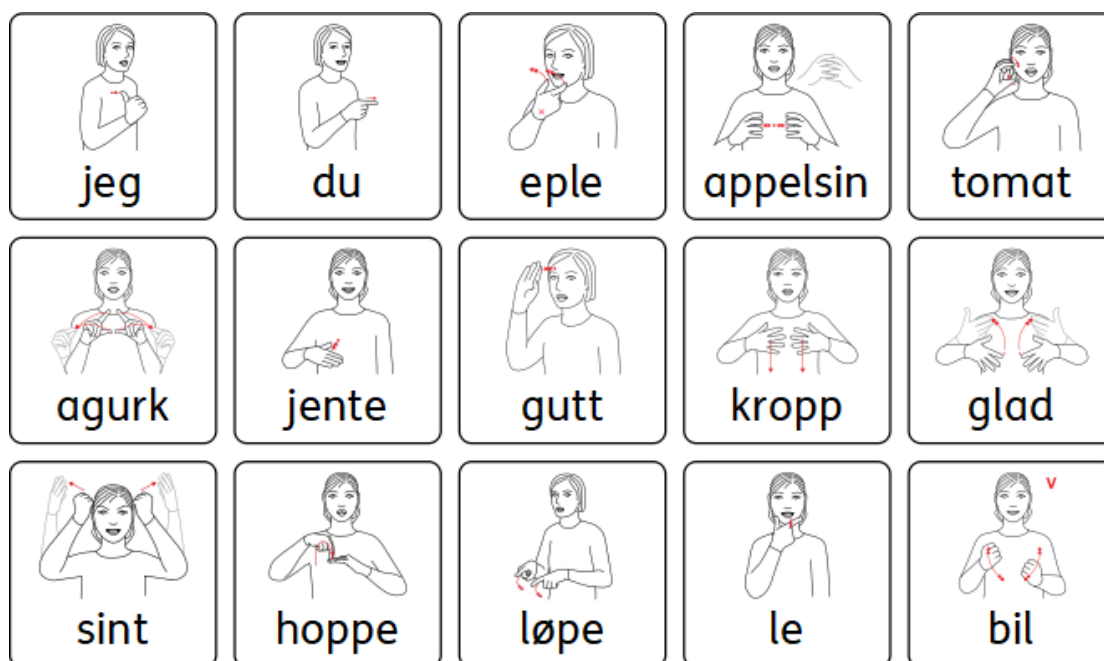 jeg
du
eple
appelsin
tomat
agurk
jente
gutt
kropp
glad
sint
hoppe
løpe
le
V
bil